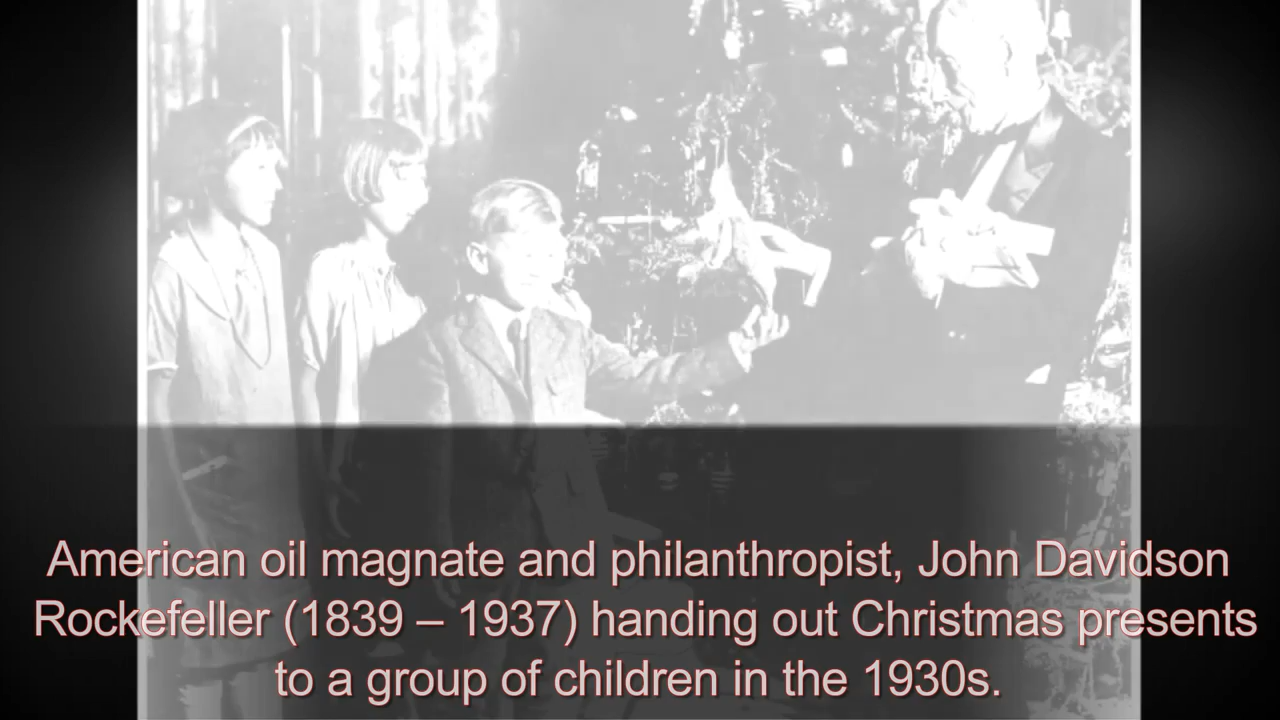 American oil magnate and philanthropist, John Davidson
Rockefeller (1839 – 1937) handing out Christmas presents
to a group of children in the 1930s.